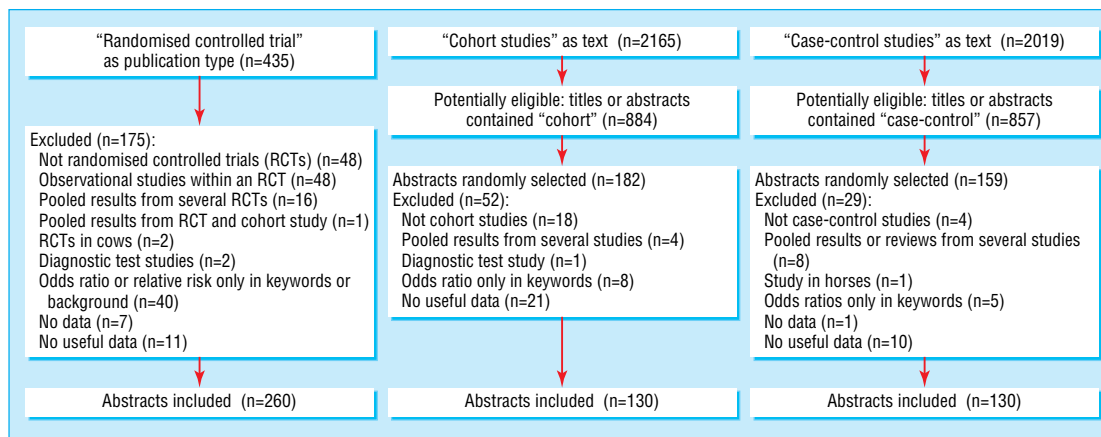 “Randomised controlled trial”
as publication type (n=435)
Excluded (n=175):
Not randomised controlled trials (RCTs) (n=48)
Observational studies within an RCT (n=48)
Pooled results from several RCTs (n=16)
Pooled results from RCT and cohort study (n=1)
RCTs in cows (n=2)
Diagnostic test studies (n=2)
Odds ratio or relative risk only in keywords or
background (n=40)
No data (n=7)
No useful data (n=11)
Abstracts included (n=260)
“Cohort studies” as text (n=2165)
Potentially eligible: titles or abstracts
contained “cohort” (n=884)
Abstracts randomly selected (n=182)
Excluded (n=52):
Not cohort studies (n=18)
Pooled results from several studies (n=4)
Diagnostic test study (n=1)
Odds ratio only in keywords (n=8)
No useful data (n=21)
Abstracts included (n=130)
“Case-control studies” as text (n=2019)
Potentially eligible: titles or abstracts
contained “case-control” (n=857)
Abstracts randomly selected (n=159)
Excluded (n=29):
Not case-control studies (n=4)
Pooled results or reviews from several studies
(n=8)
Study in horses (n=1)
Odds ratios only in keywords (n=5)
No data (n=1)
No useful data (n=10)
Abstracts included (n=130)